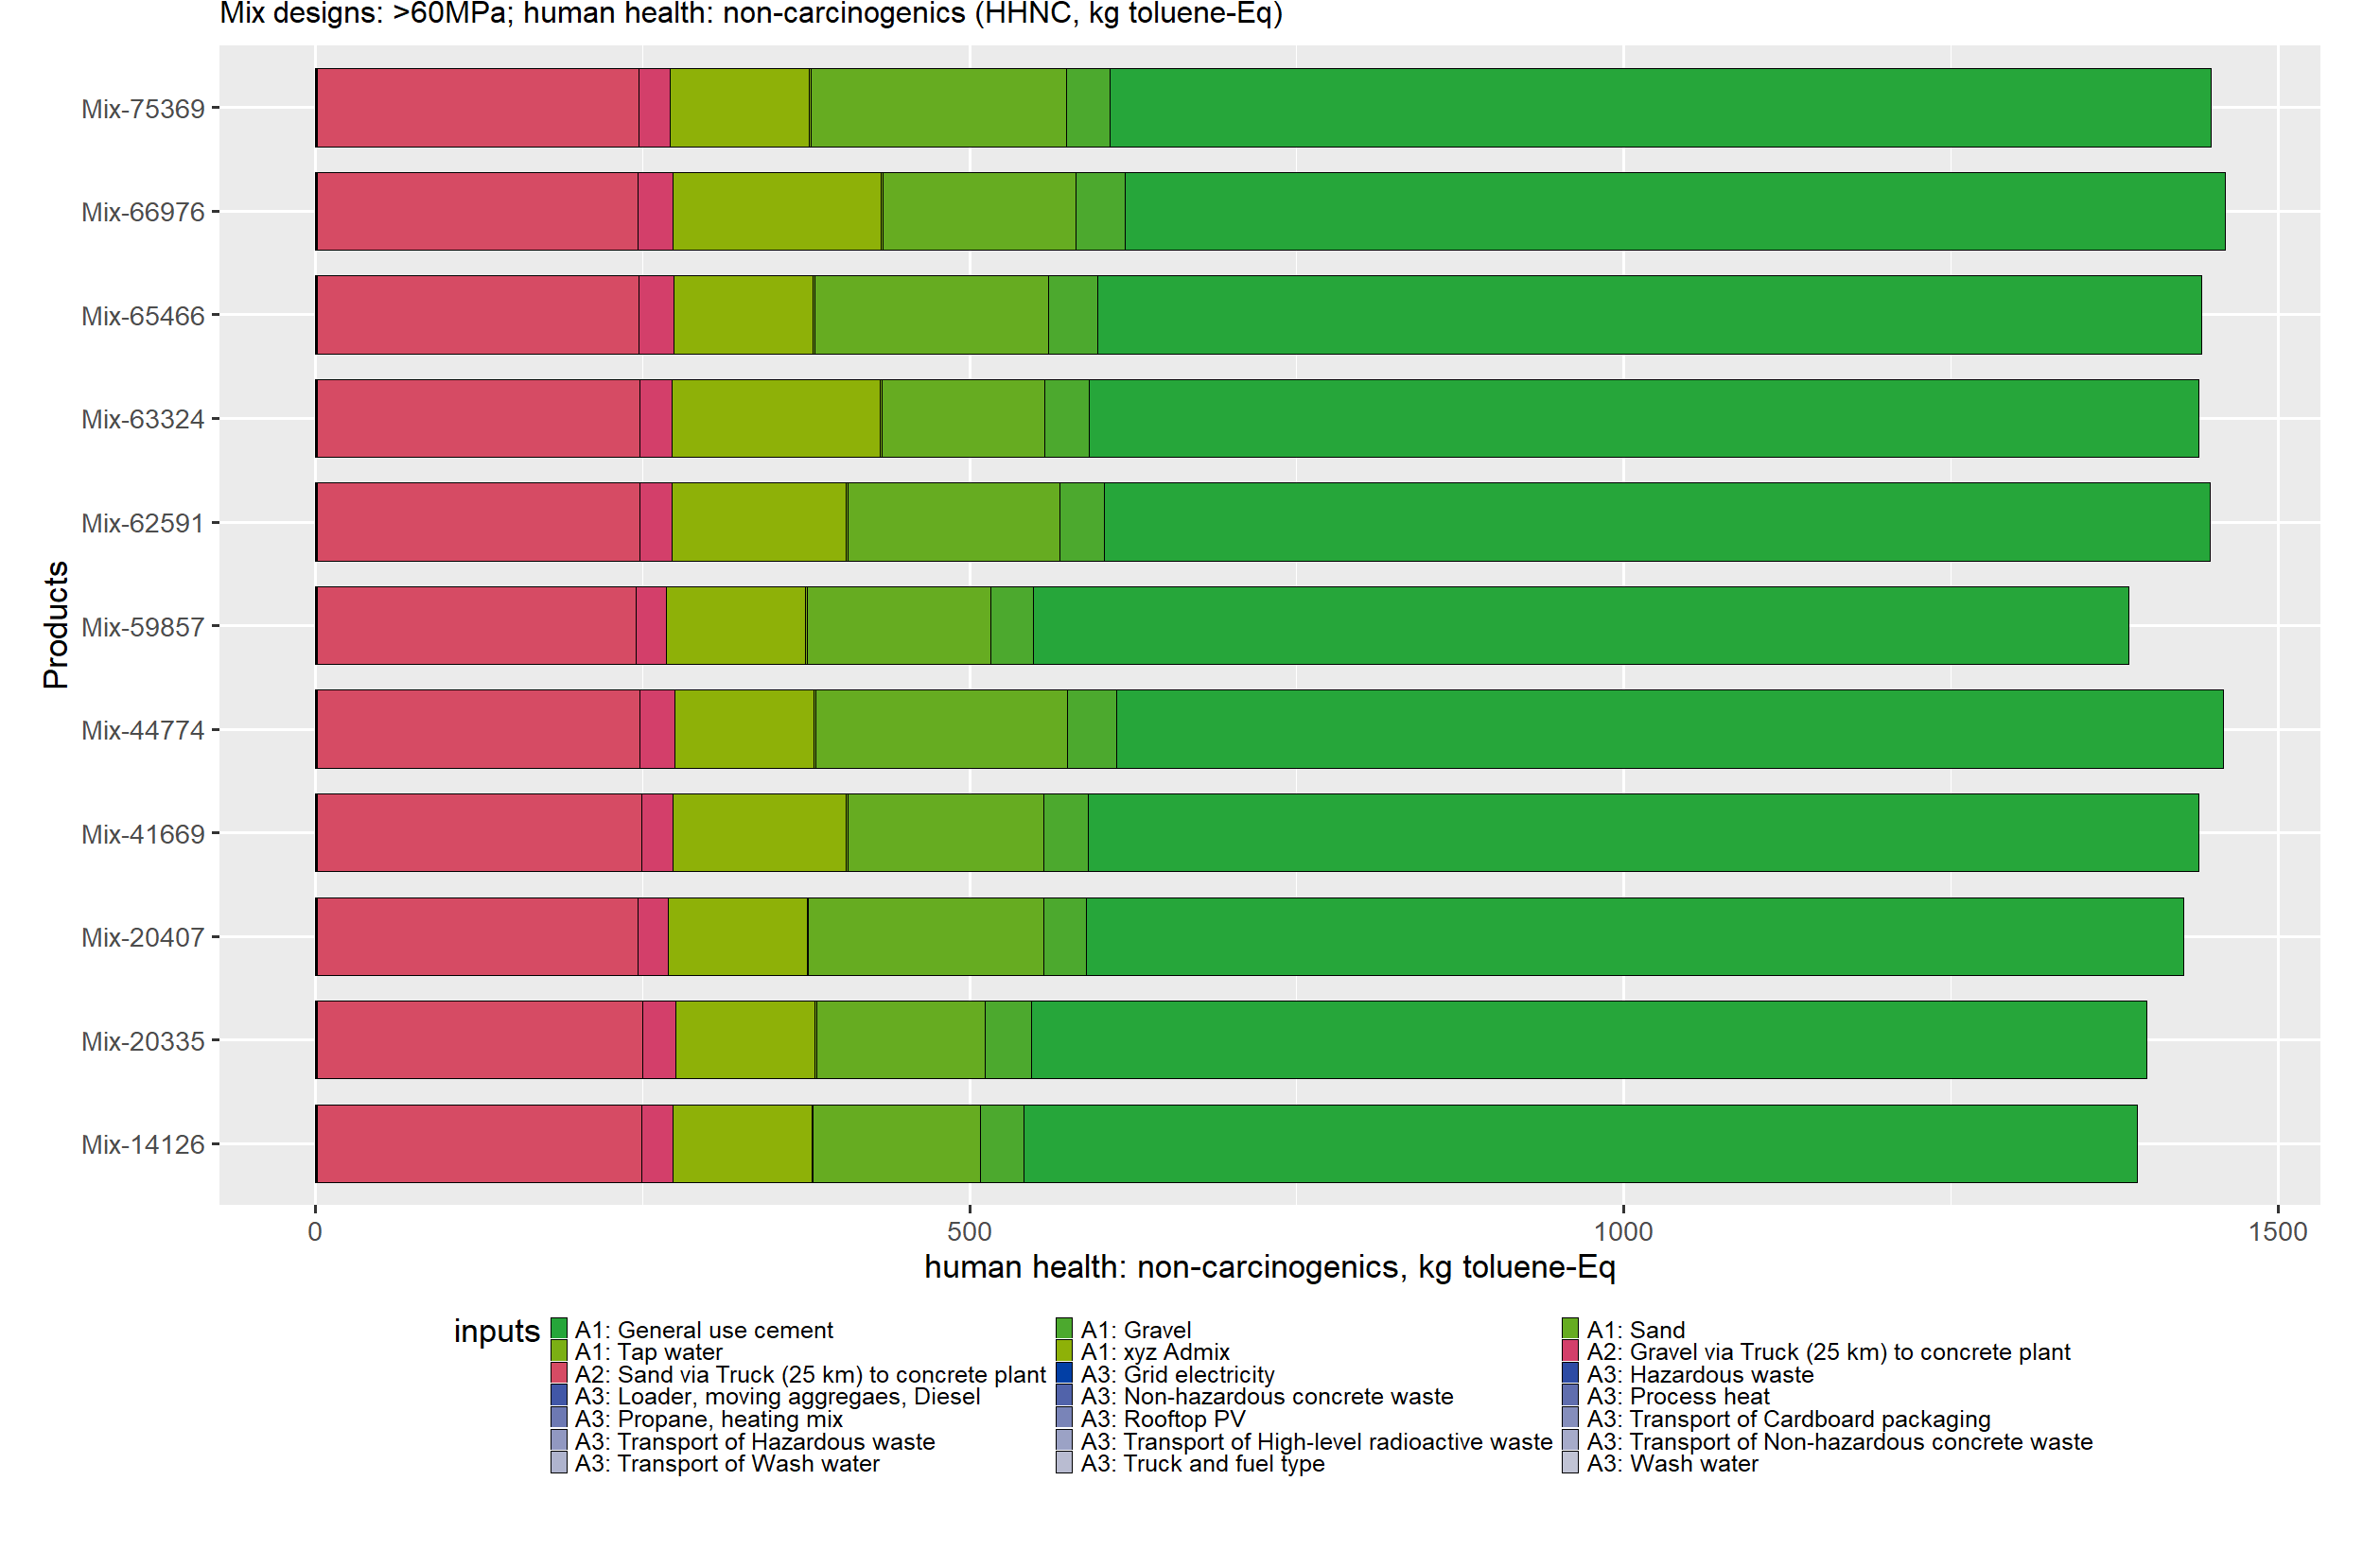 Mix designs: >60MPa; human health: non-carcinogenics (HHNC, kg toluene-Eq)
Products
Mix-75369
Mix-66976
Mix-65466
Mix-63324
Mix-62591
Mix-59857
Mix-44774
Mix-41669
Mix-20407
Mix-20335
Mix-14126
0 500 1000 1500
human health: non-carcinogenics, kg toluene-Eq
inputs
A1: General use cement A1: Gravel A1: Sand
A1: Tap water A1: xyz Admix A2: Gravel via Truck (25 km) to concrete plant
A2: Sand via Truck (25 km) to concrete plant A3: Grid electricity A3: Hazardous waste
A3: Loader, moving aggregaes, Diesel A3: Non-hazardous concrete waste A3: Process heat
A3: Propane, heating mix A3: Rooftop PV A3: Transport of Cardboard packaging
A3: Transport of Hazardous waste A3: Transport of High-level radioactive waste A3: Transport of Non-hazardous concrete waste
A3: Transport of Wash water A3: Truck and fuel type A3: Wash water